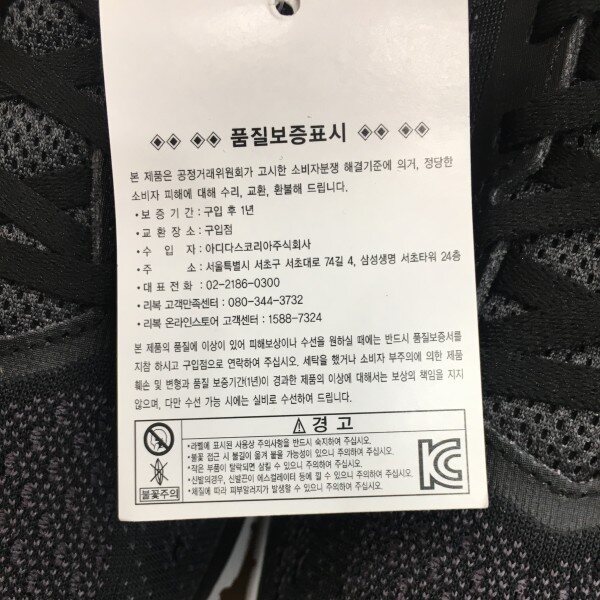 ◈◈ ◈◈ 품질보증표시 ◈◈ ◈◈
본 제품은 공정거래위원회가 고시한 소비자분쟁 해결기준에 의거, 정당한
소비자 피해에 대해 수리, 교환, 환불해 드립니다.
• 보 증 기 간 : 구입 후 1년
• 교 환 장 소 : 구입점
• 수 입 자 : 아디다스코리아주식회사
• 주 소 : 서울특별시 서초구 서초대로 74길 4, 삼성생명 서초타워 24층
• 대 표 전 화 : 02-2186-0300
• 리복 고객만족센터 : 080-344-3732
• 리복 온라인스토어 고객센터 : 1588-7324
본 제품의 품질에 이상이 있어 피해보상이나 수선을 원하실 때에는 반드시 품질보증서를
지참 하시고 구입점으로 연락하여 주십시오. 세탁을 했거나 소비자 부주의에 의한 제품
훼손 및 변형과 품질 보증기간(1년)이 경과한 제품의 이상에 대해서는 보상의 책임을 지지
않으며, 다만 수선 가능 시에는 실비로 수선하여 드립니다.
⚠ 경 고
• 라벨에 표시된 사용상 주의사항을 반드시 숙지하여 주십시오.
• 불꽃 접근 시 불길이 옮겨 붙을 가능성이 있으니 주의하여 주십시오.
• 작은 부품이 탈락되면 삼킬 수 있으니 주의하여 주십시오.
• 신발의경우, 신발끈이 에스컬레이터 등에 낄 수 있으니 주의하여 주십시오.
• 체질에 따라 피부알러지가 발생할 수 있으니 주의하여 주십시오.
불꽃주의
KC